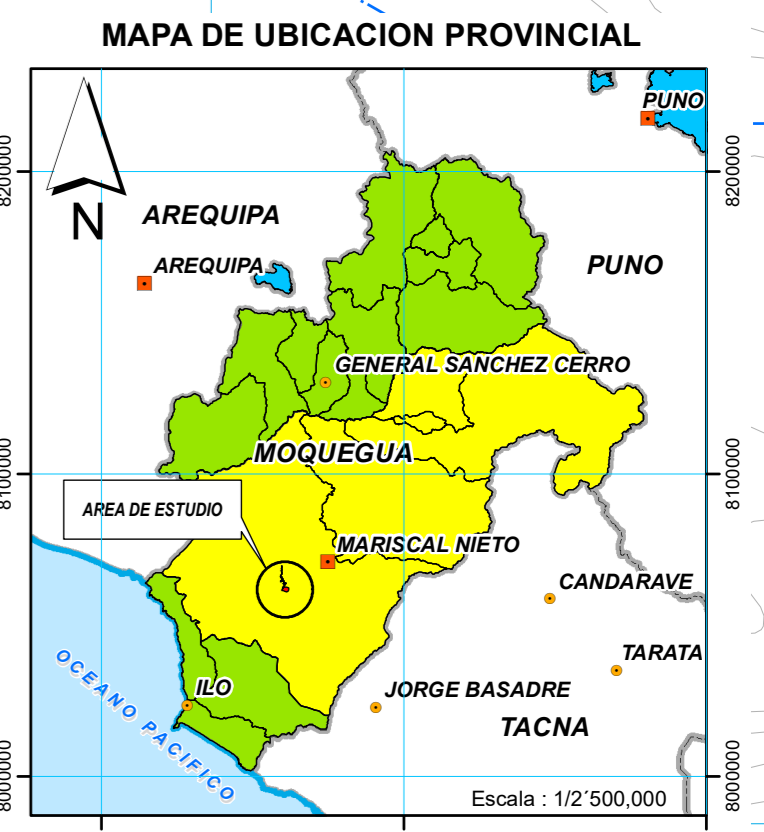 MAPA DE UBICACION PROVINCIAL
PUNO
8200000
8200000
N
AREQUIPA
AREQUIPA
PUNO
GENERAL SANCHEZ CERRO
MOQUEGUA
8100000
8100000
AREA DE ESTUDIO
MARISCAL NIETO
CANDARAVE
TARATA
OCEANO PACIFICO
ILO
JORGE BASADRE
TACNA
8000000
8000000
Escala : 1/2´500,000